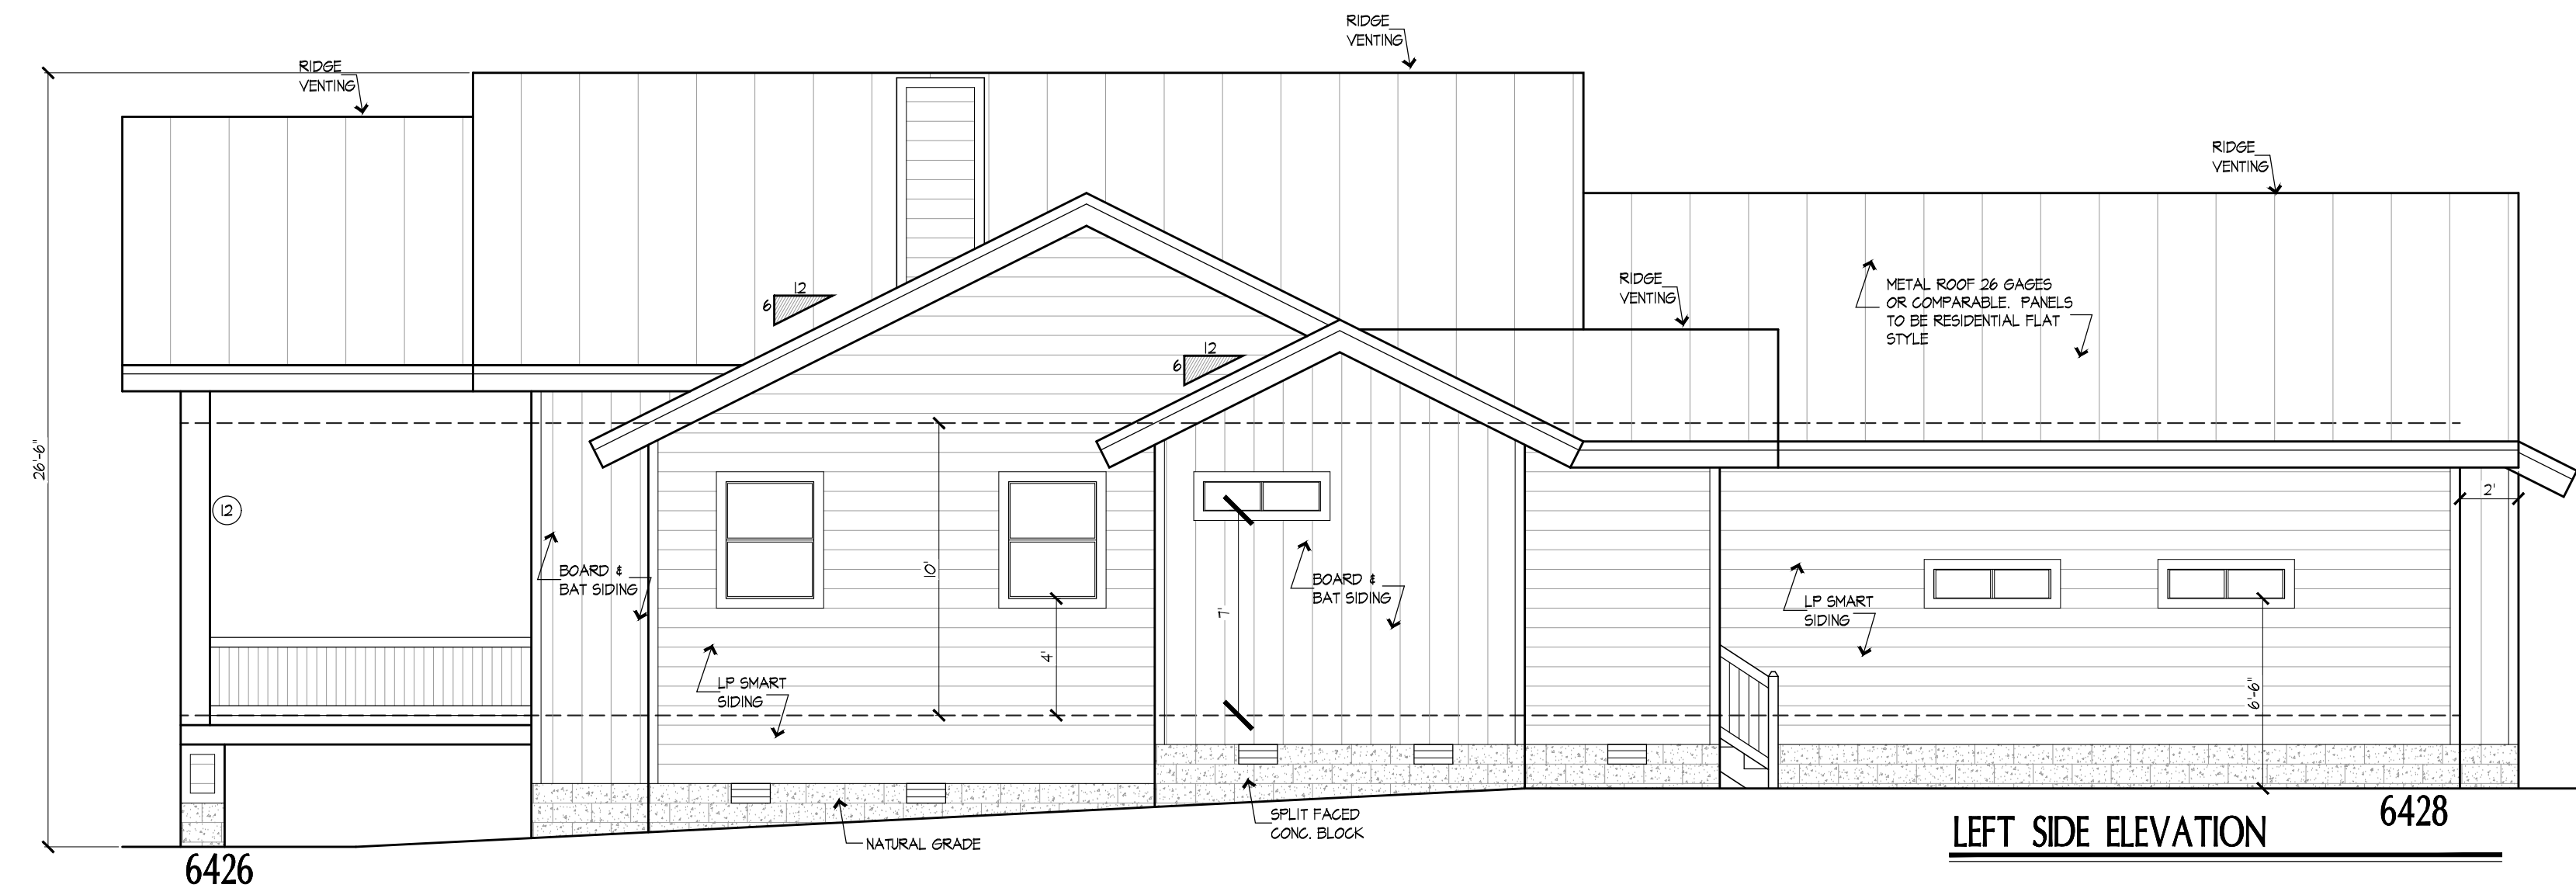 RIDGE
VENTING
RIDGE
VENTING
RIDGE
VENTING
RIDGE
VENTING
METAL ROOF 26 GAGES
OR COMPARABLE. PANELS
TO BE RESIDENTIAL FLAT
STYLE
12
6
12
6
26'-6"
12
10'
2'
BOARD &
BAT SIDING
BOARD &
BAT SIDING
7'
4'
LP SMART
SIDING
LP SMART
SIDING
6'-6"
SPLIT FACED
CONC. BLOCK
NATURAL GRADE
6428
LEFT SIDE ELEVATION
6426